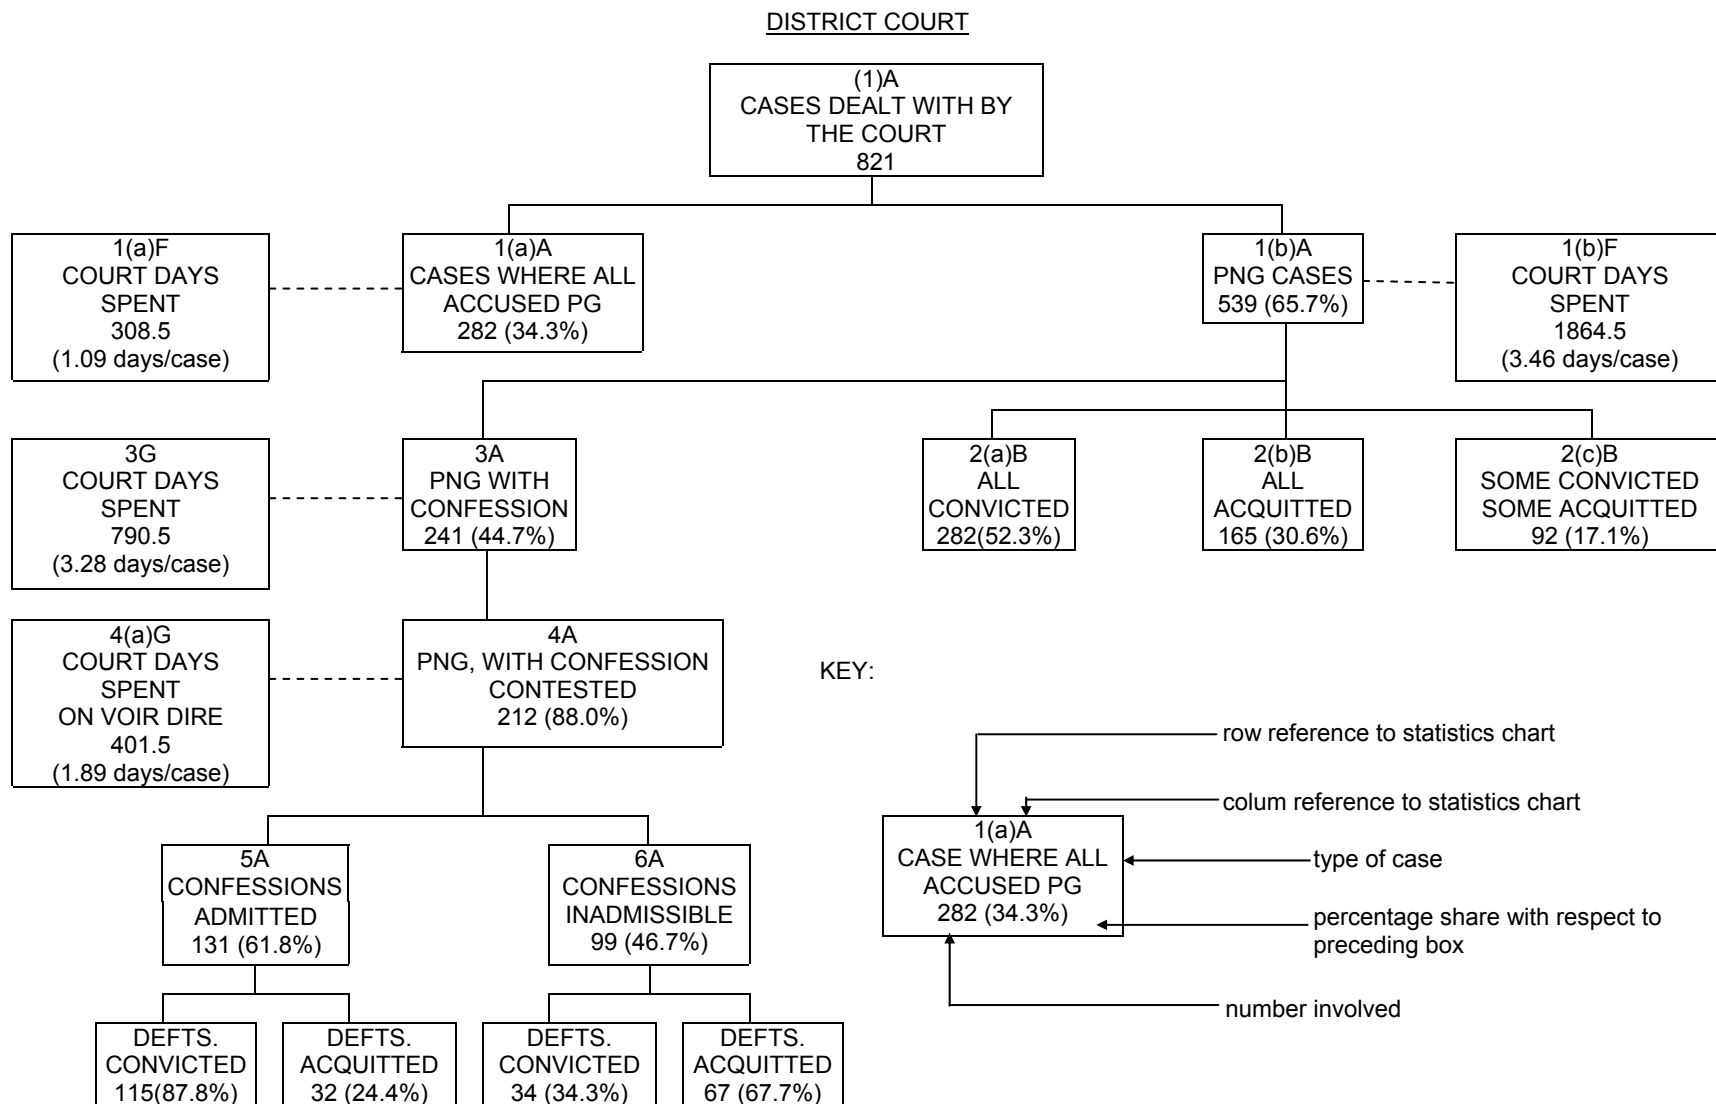 DISTRICT COURT
(1)A
CASES DEALT WITH BY
THE COURT
821
1(a)F
COURT DAYS
SPENT
308.5
(1.09 days/case)
1(a)A
CASES WHERE ALL
ACCUSED PG
282 (34.3%)
1(b)A
PNG CASES
539 (65.7%)
1(b)F
COURT DAYS
SPENT
1864.5
(3.46 days/case)
3G
COURT DAYS
SPENT
790.5
(3.28 days/case)
3A
PNG WITH
CONFESSION
241 (44.7%)
2(a)B
ALL
CONVICTED
282(52.3%)
2(b)B
ALL
ACQUITTED
165 (30.6%)
2(c)B
SOME CONVICTED
SOME ACQUITTED
92 (17.1%)
4(a)G
COURT DAYS
SPENT
ON VOIR DIRE
401.5
(1.89 days/case)
4A
PNG, WITH CONFESSION
CONTESTED
212 (88.0%)
KEY:
row reference to statistics chart
colum reference to statistics chart
1(a)A
CASE WHERE ALL
ACCUSED PG
282 (34.3%)
type of case
percentage share with respect to
preceding box
number involved
5A
CONFESSIONS
ADMITTED
131 (61.8%)
6A
CONFESSIONS
INADMISSIBLE
99 (46.7%)
DEFTS.
CONVICTED
115(87.8%)
DEFTS.
ACQUITTED
32 (24.4%)
DEFTS.
CONVICTED
34 (34.3%)
DEFTS.
ACQUITTED
67 (67.7%)